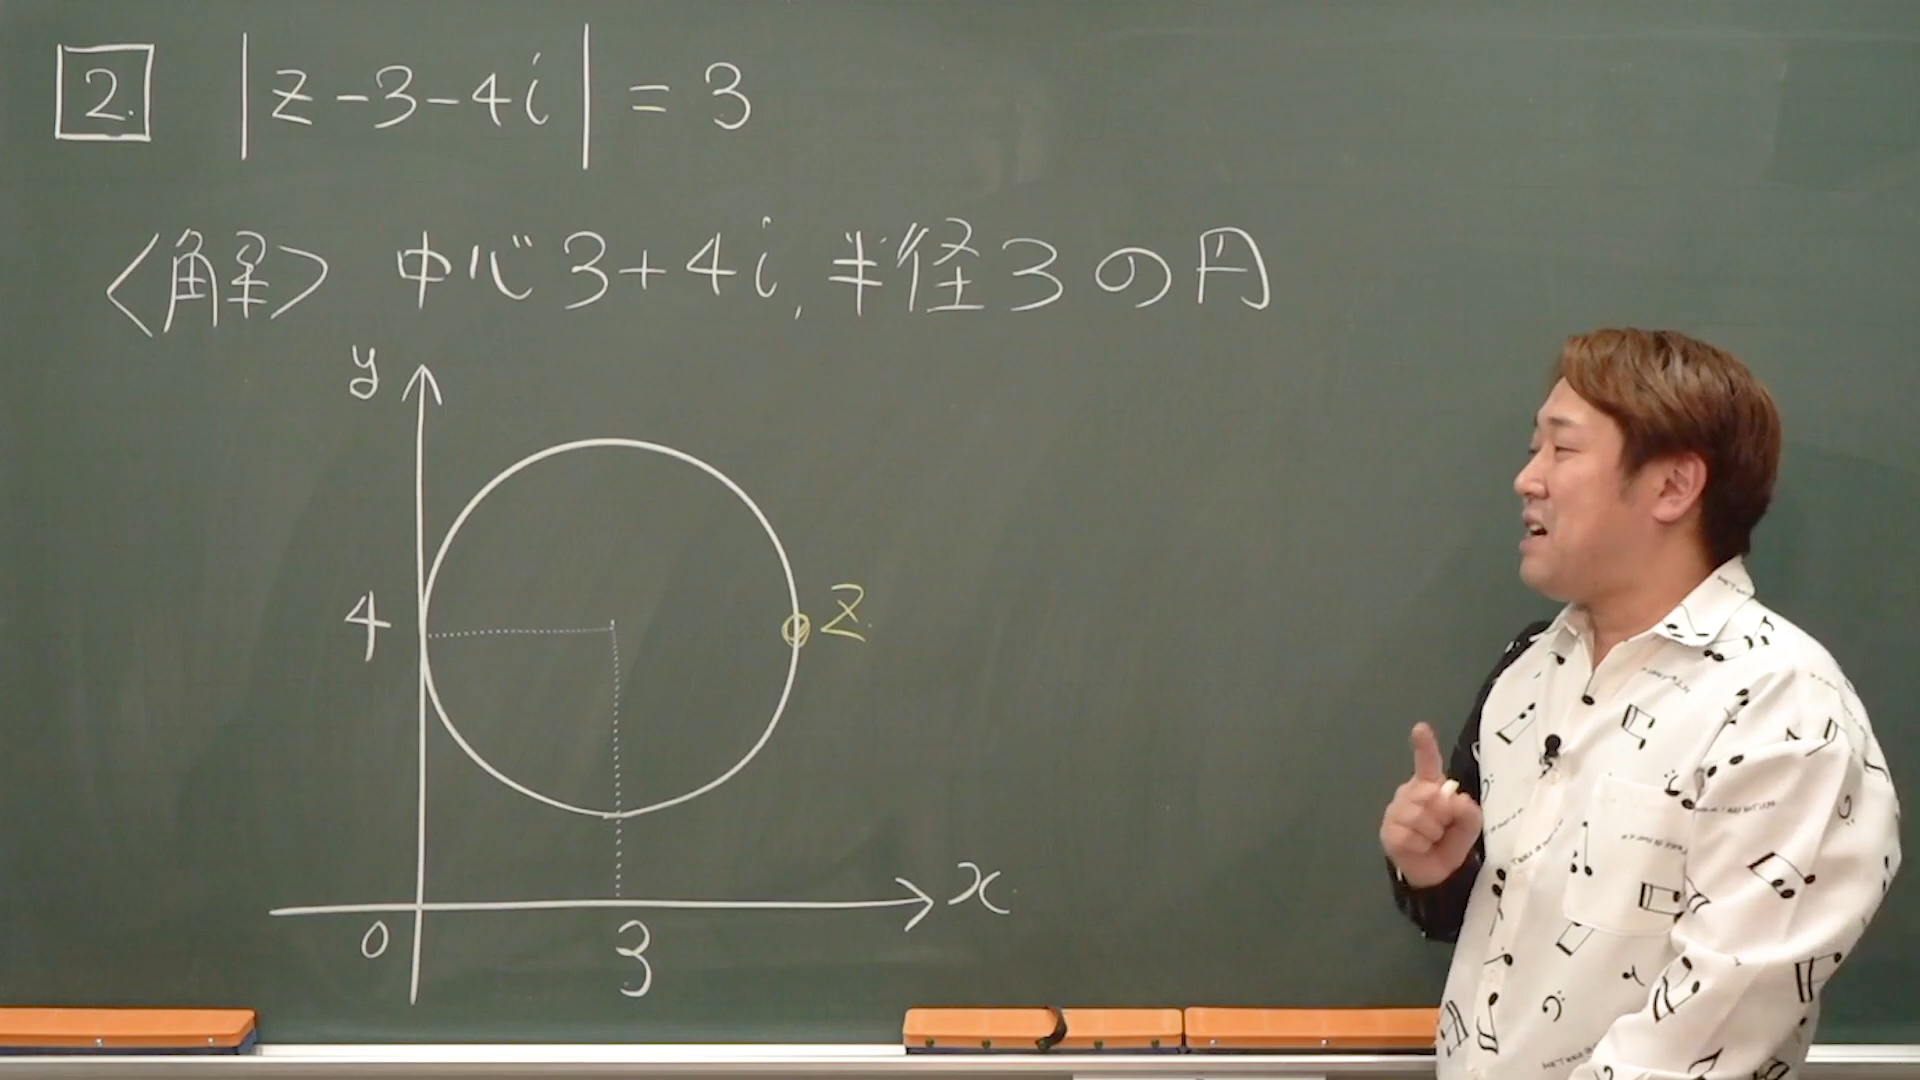 2. |z-3-4i| = 3
<解> 中心 3+4i, 半径3の円
y
4
z
x
0
3